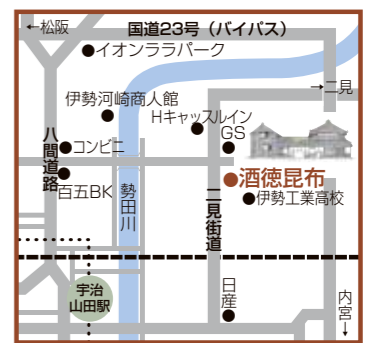 ←松阪
国道23号（バイパス）
●イオンララパーク
→二見
伊勢河崎商人館
Hキャッスルイン
GS
八間道路
コンビニ
酒徳昆布
伊勢工業高校
百五BK
勢田川
二見街道
宇治
山田駅
日産
内宮→